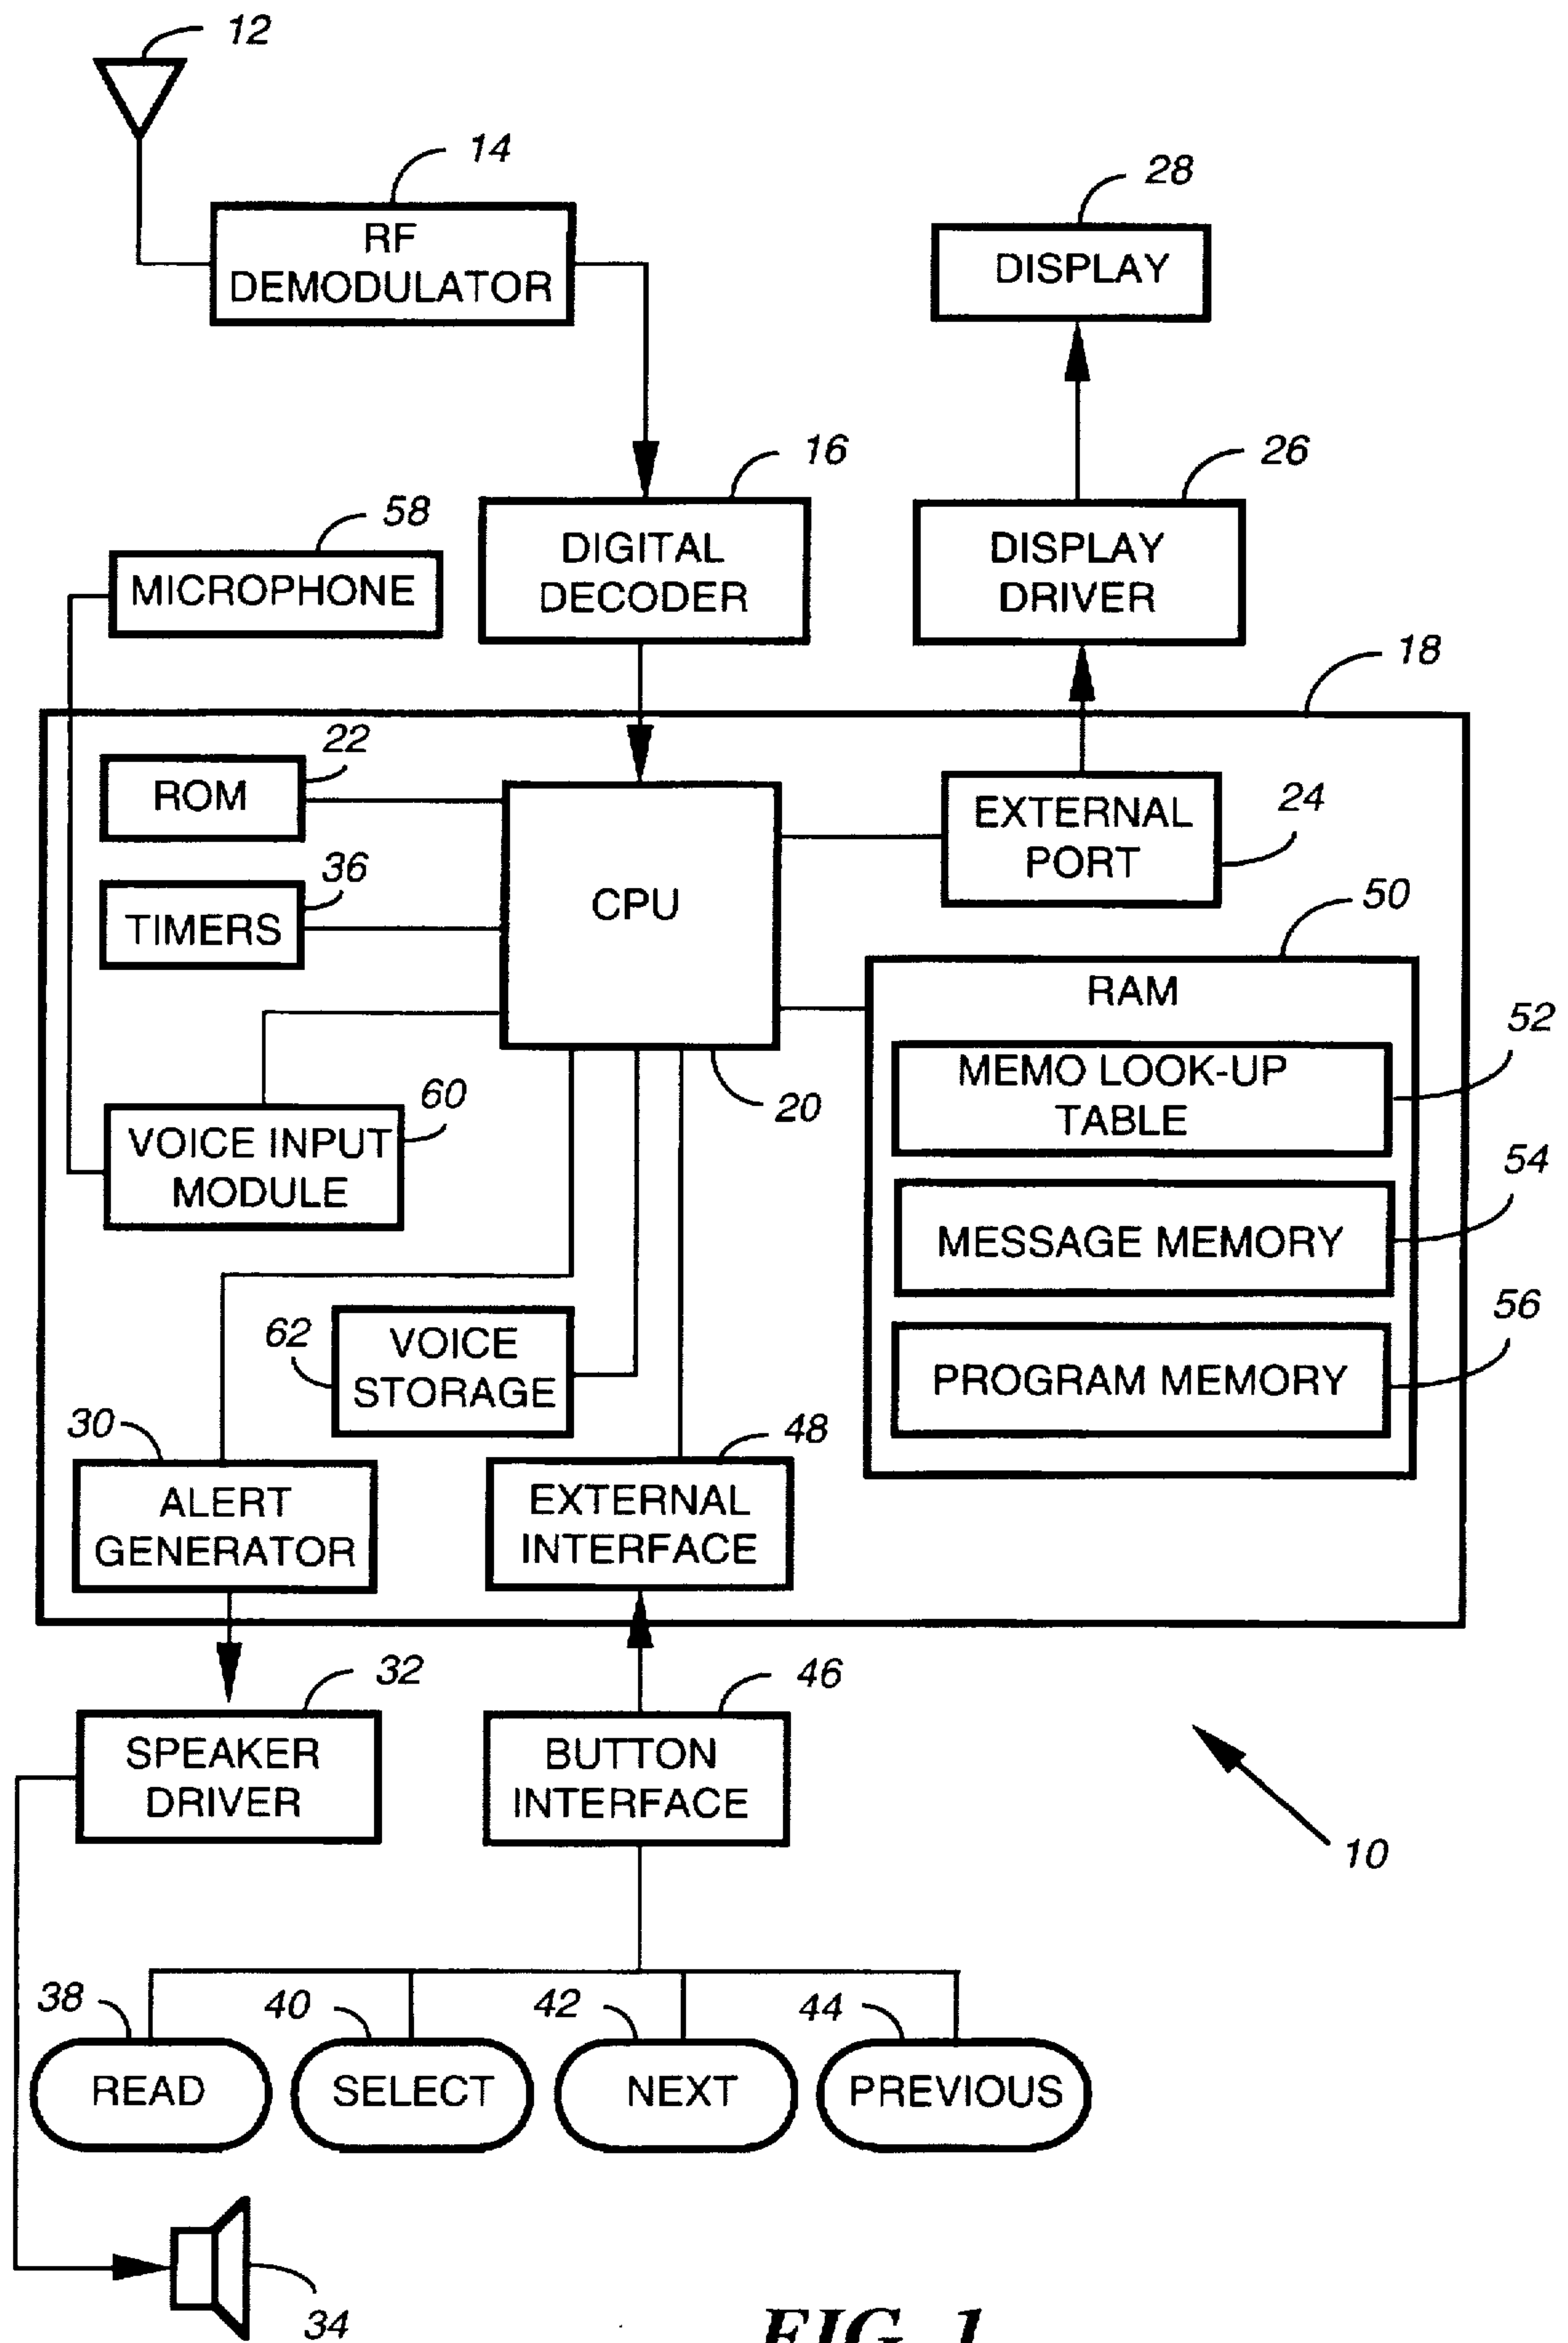 12
14
RF
DEMODULATOR
28
DISPLAY
16
DIGITAL
DECODER
26
DISPLAY
DRIVER
58
MICROPHONE
18
22
ROM
36
TIMERS
CPU
20
EXTERNAL
PORT
24
50
RAM
MEMO LOOK-UP
TABLE
52
MESSAGE MEMORY
54
PROGRAM MEMORY
56
60
VOICE INPUT
MODULE
62
VOICE
STORAGE
30
ALERT
GENERATOR
48
EXTERNAL
INTERFACE
32
SPEAKER
DRIVER
46
BUTTON
INTERFACE
10
38
READ
40
SELECT
42
NEXT
44
PREVIOUS
34
FIG. 1